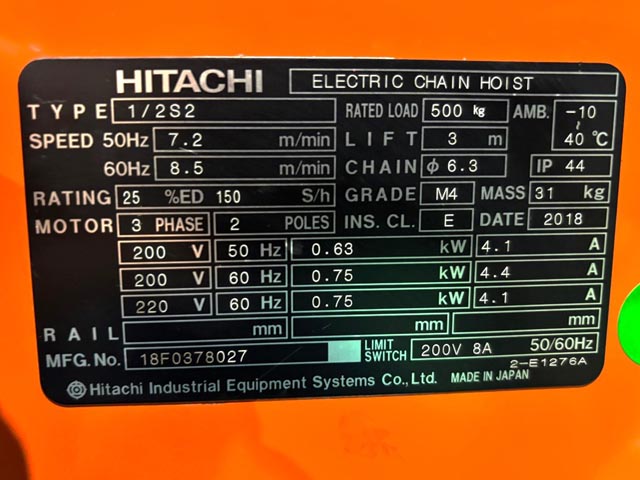 HITACHI ELECTRIC CHAIN HOIST
TYPE 1/2S2 RATED LOAD 500 kg AMB. -10 ~ 40 °C
SPEED 50Hz 7.2 m/min LIFT 3 m
60Hz 8.5 m/min CHAIN φ6.3 IP 44
RATING 25 %ED 150 S/h GRADE M4 MASS 31 kg
MOTOR 3 PHASE 2 POLES INS. CL. E DATE 2018
200 V 50 Hz 0.63 kW 4.1 A
200 V 60 Hz 0.75 kW 4.4 A
220 V 60 Hz 0.75 kW 4.1 A
RAIL mm mm mm
MFG. No. 18F0378027 LIMIT SWITCH 200V 8A 50/60Hz
2-E1276A
Hitachi Industrial Equipment Systems Co., Ltd. MADE IN JAPAN